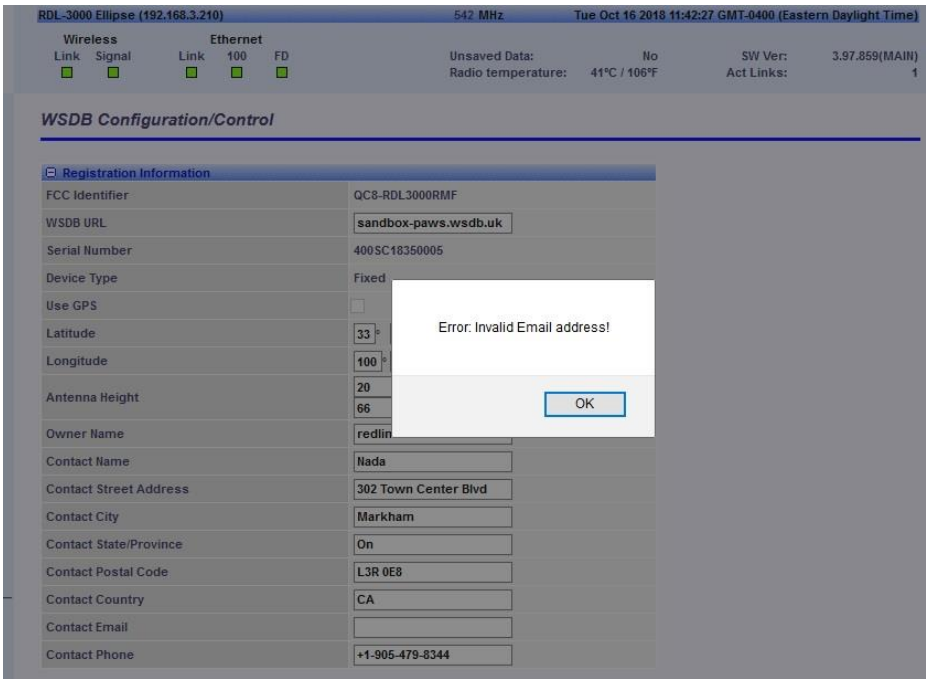 RDL-3000 Ellipse (192.168.3.210) 542 MHz Tue Oct 16 2018 11:42:27 GMT-0400 (Eastern Daylight Time)
Wireless Ethernet
Link Signal Link 100 FD Unsaved Data: No SW Ver: 3.97.859(MAIN)
Radio temperature: 41°C / 106°F Act Links: 1
WSDB Configuration/Control
Registration Information
FCC Identifier QC8-RDL3000RMF
WSDB URL sandbox-paws.wsdb.uk
Serial Number 400SC18350005
Device Type Fixed
Use GPS
Latitude 33 °
Longitude 100 °
Antenna Height 20
66
Error: Invalid Email address!
OK
Owner Name redlin
Contact Name Nada
Contact Street Address 302 Town Center Blvd
Contact City Markham
Contact State/Province On
Contact Postal Code L3R 0E8
Contact Country CA
Contact Email
Contact Phone +1-905-479-8344